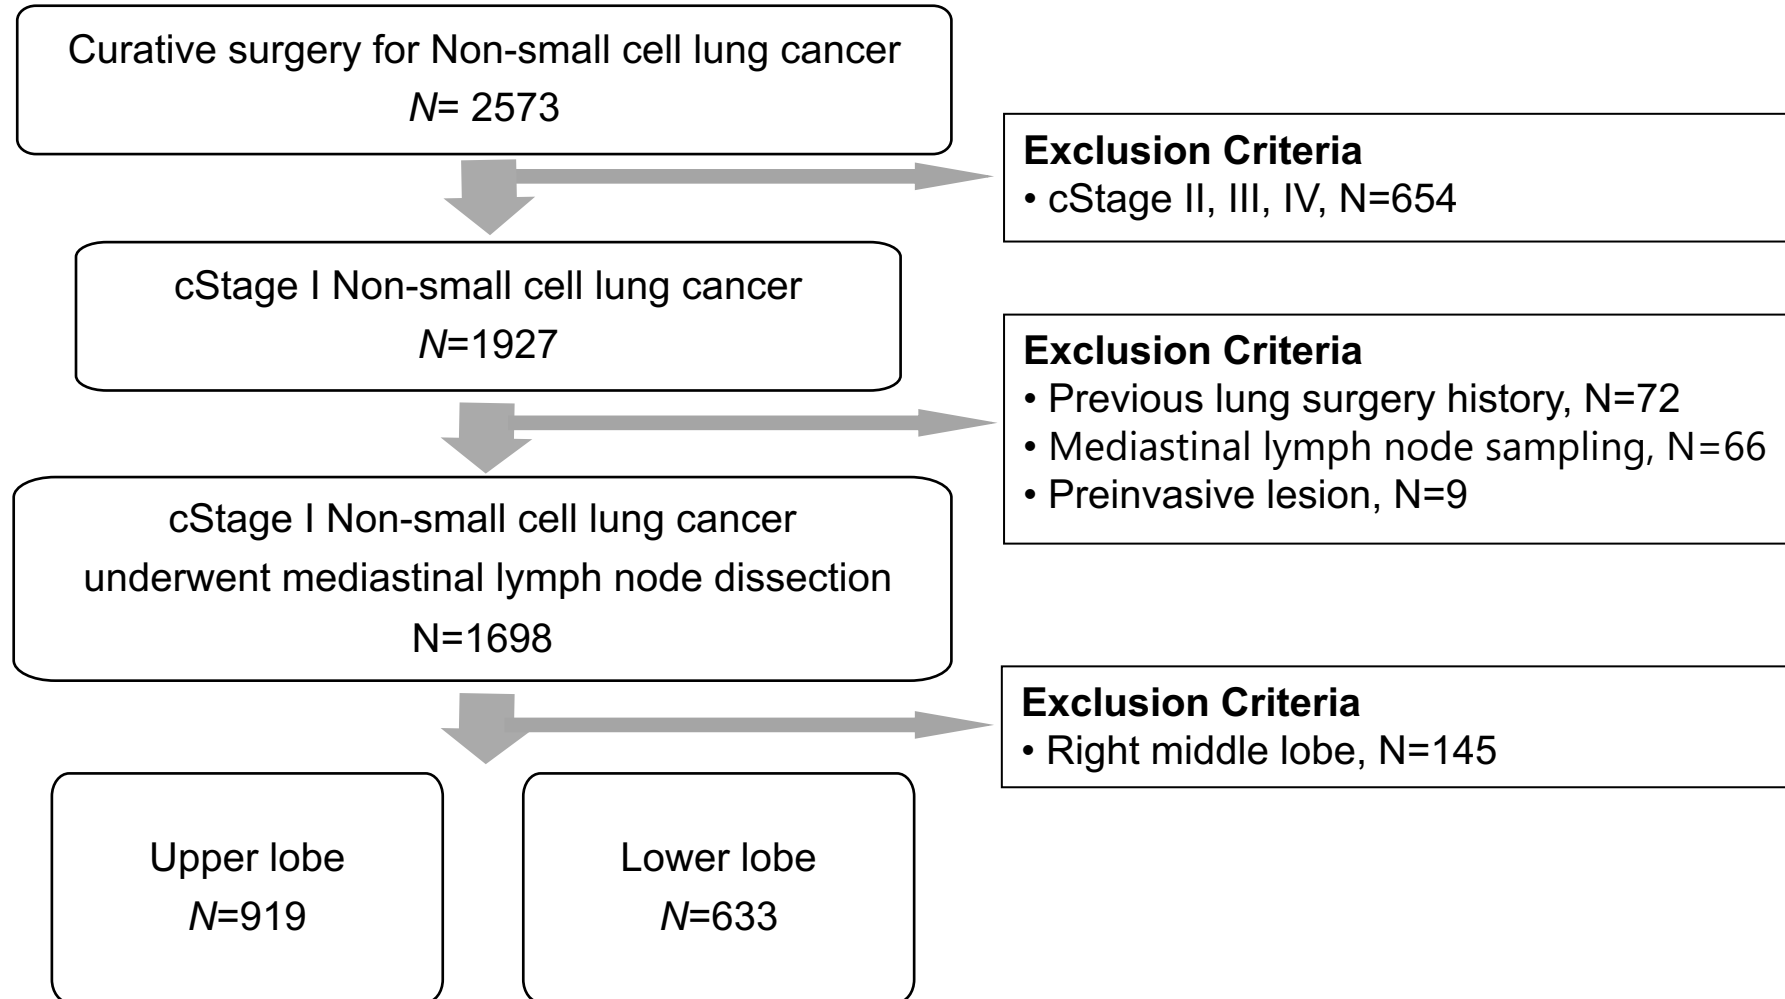 Curative surgery for Non-small cell lung cancer
N= 2573
Exclusion Criteria
• cStage II, III, IV, N=654
cStage I Non-small cell lung cancer
N=1927
Exclusion Criteria
• Previous lung surgery history, N=72
• Mediastinal lymph node sampling, N=66
• Preinvasive lesion, N=9
cStage I Non-small cell lung cancer
underwent mediastinal lymph node dissection
N=1698
Exclusion Criteria
• Right middle lobe, N=145
Upper lobe
N=919
Lower lobe
N=633